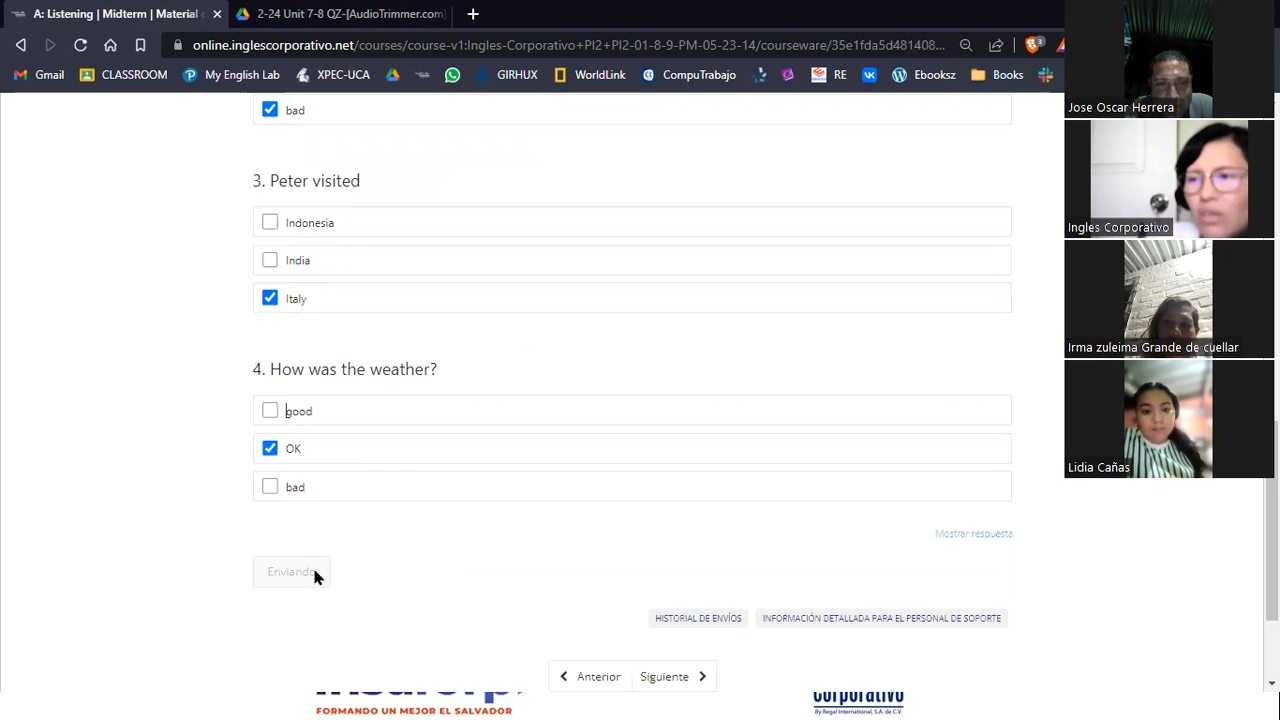 A: Listening | Midterm | Material
2-24 Unit 7-8 QZ-[AudioTrimmer.com]
online.inglescorporativo.net/courses/course-v1:Ingles-Corporativo+PI2+PI2-01-8-9-PM-05-23-14/courseware/35e1fda5d481408...
3
Gmail
CLASSROOM
My English Lab
XPEC-UCA
GIRHUX
WorldLink
CompuTrabajo
RE
WordPress
Ebooksz
Books
bad
3. Peter visited
Indonesia
India
Italy
4. How was the weather?
good
OK
bad
Mostrar respuesta
Enviando
HISTORIAL DE ENVÍOS
INFORMACIÓN DETALLADA PARA EL PERSONAL DE SOPORTE
Anterior
Siguiente
FORMANDO UN MEJOR EL SALVADOR
corporativo
By Regal International, S.A. de C.V.
Jose Oscar Herrera
Ingles Corporativo
Irma zuleima Grande de cuellar
Lidia Cañas